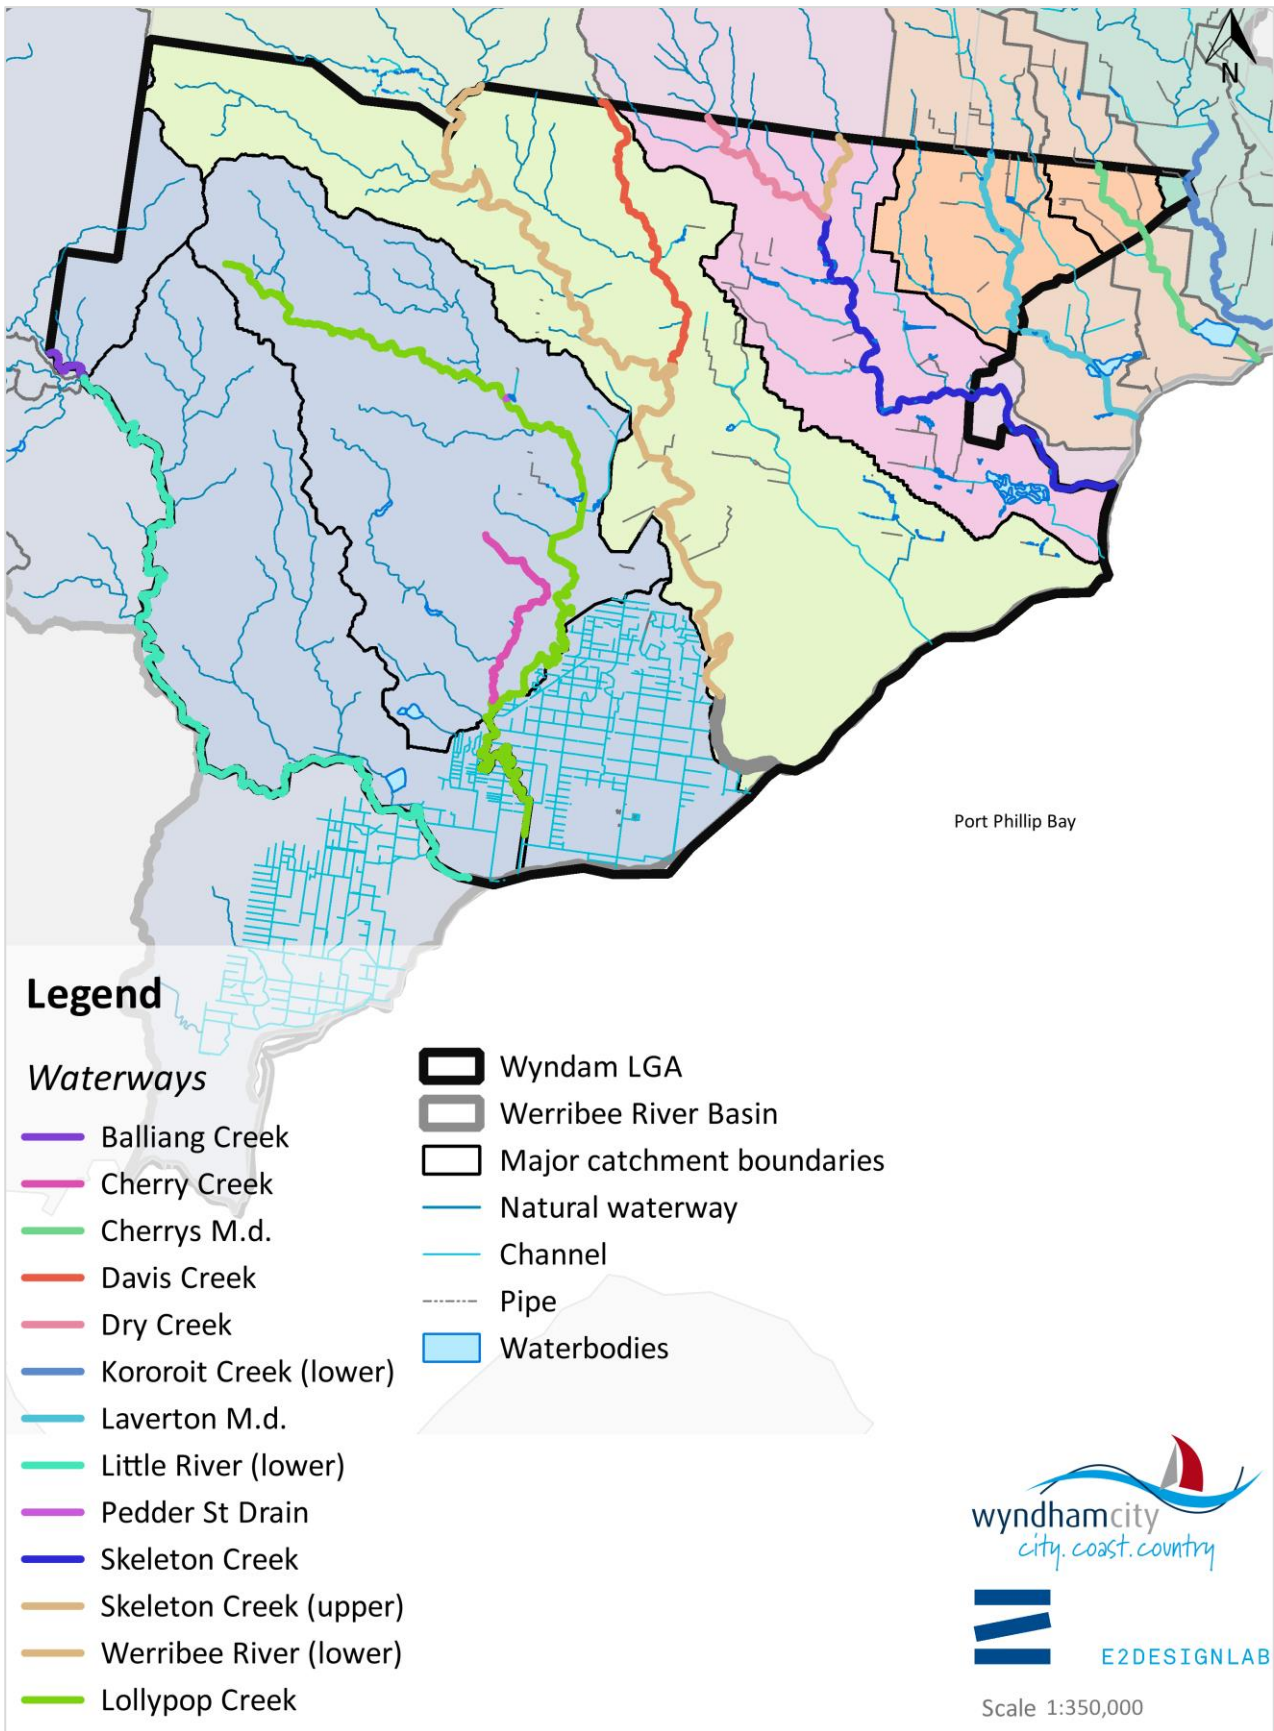 N
Port Phillip Bay
Legend
Waterways
Balliang Creek
Cherry Creek
Cherrys M.d.
Davis Creek
Dry Creek
Kororoit Creek (lower)
Laverton M.d.
Little River (lower)
Pedder St Drain
Skeleton Creek
Skeleton Creek (upper)
Werribee River (lower)
Lollypop Creek
Wyndam LGA
Werribee River Basin
Major catchment boundaries
Natural waterway
Channel
Pipe
Waterbodies
wyndhamcity
city. coast. country
E2DESIGNLAB
Scale 1:350,000